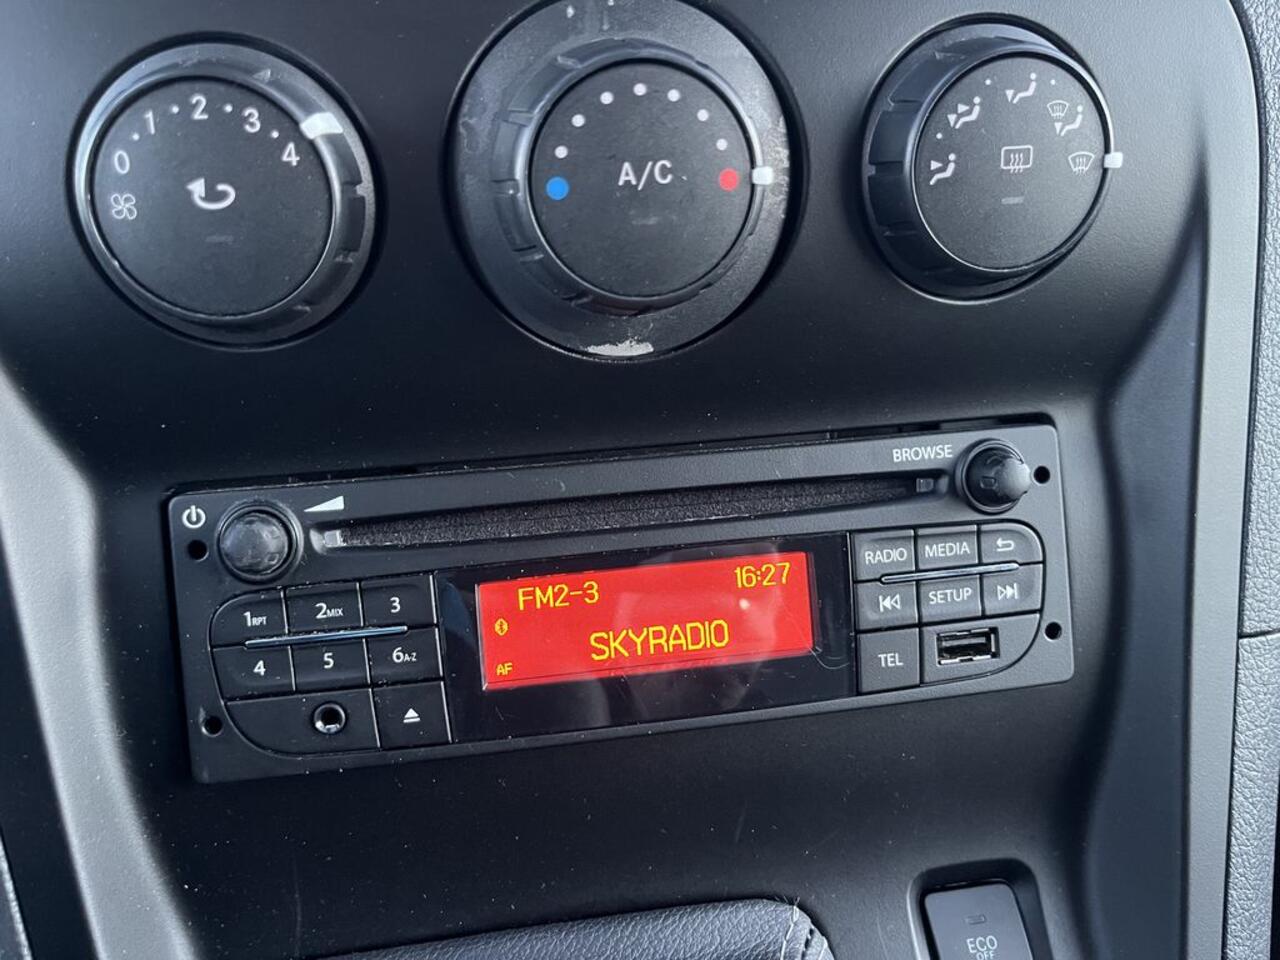 0 1 2 3 4
A/C
BROWSE
RADIO MEDIA
SETUP
TEL
1RPT 2MIX 3
4 5 6A-Z
FM2-3 16:27
SKYRADIO
AF
ECO
OFF